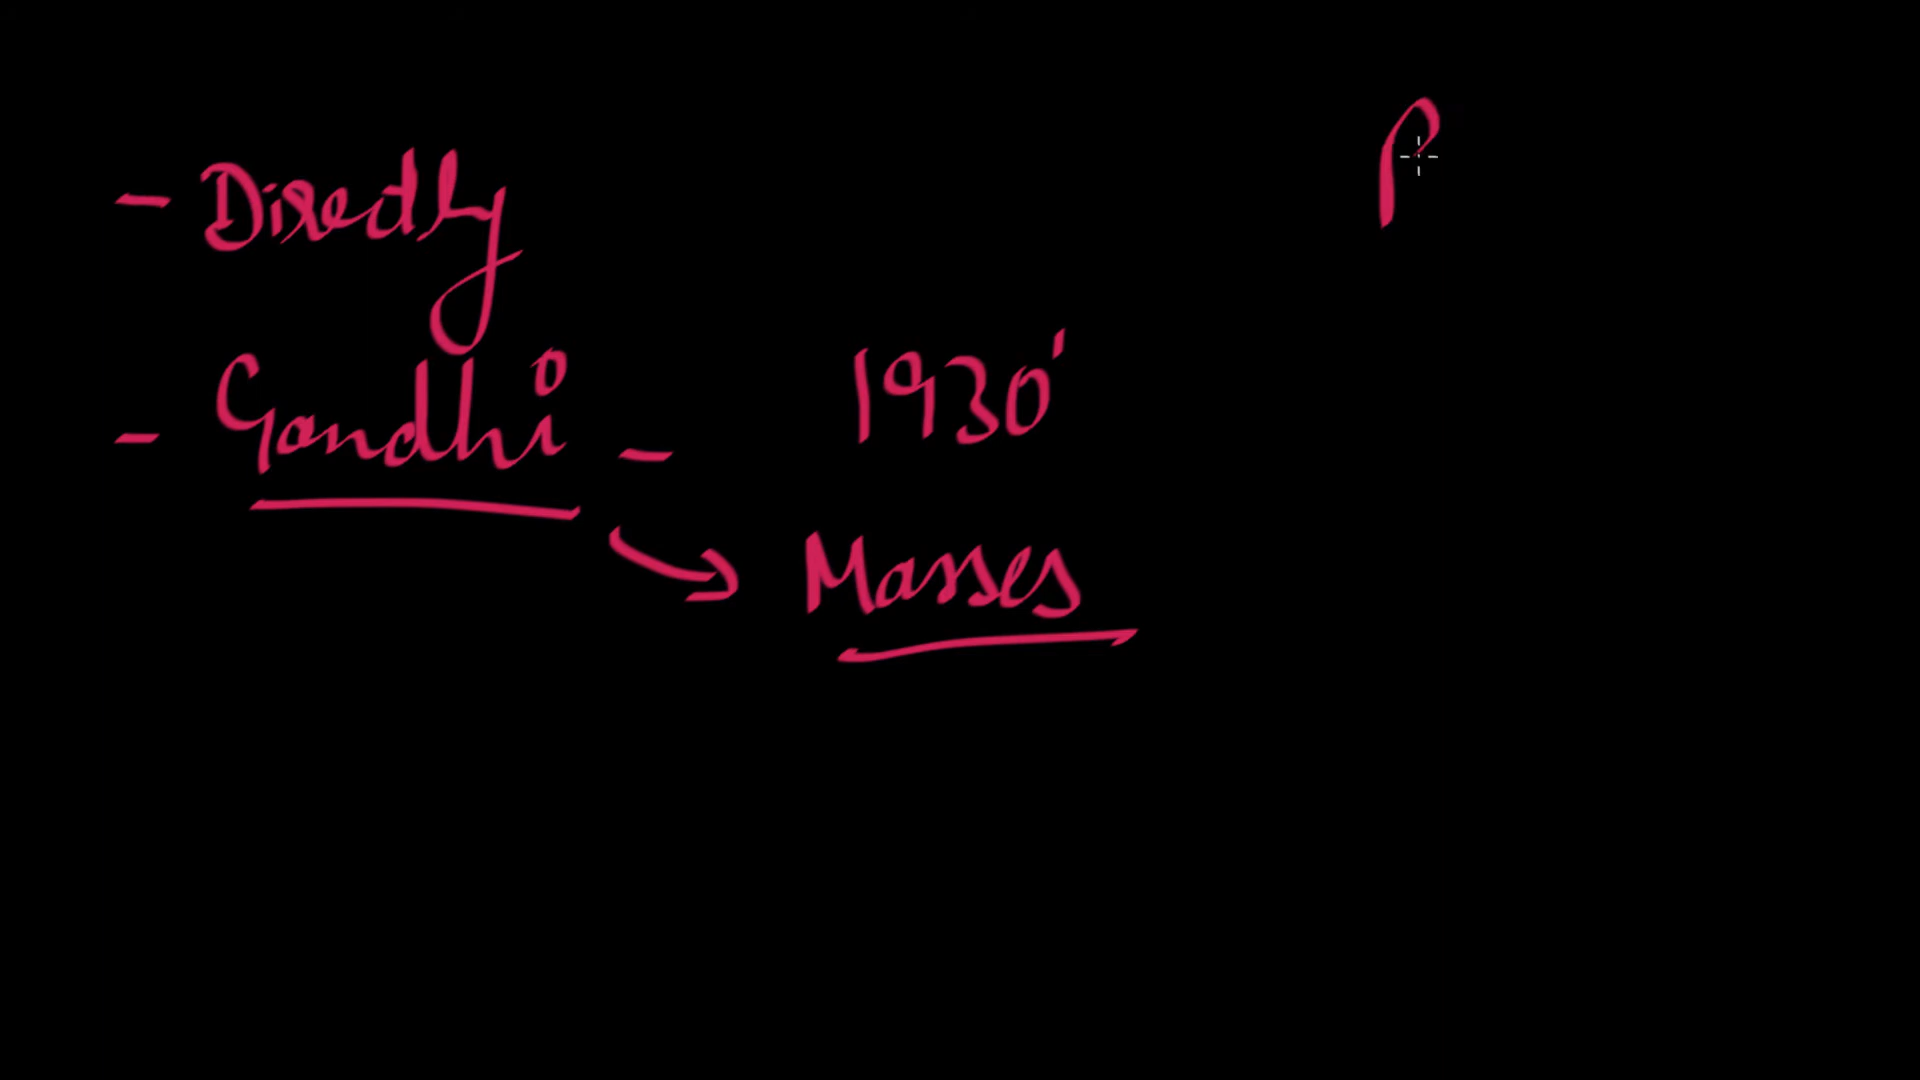 P
- Directly
- Gandhi - 1930'
→ Masses